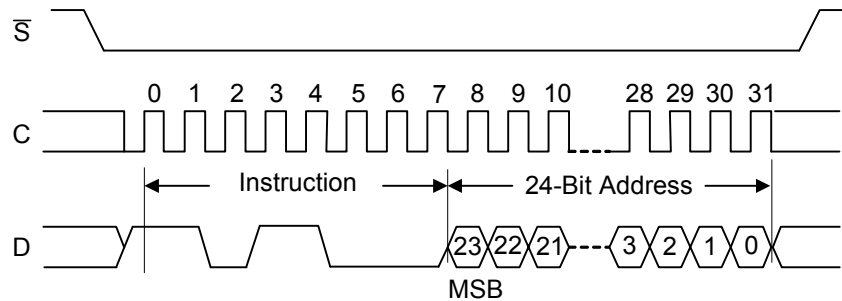 S
0 1 2 3 4 5 6 7 8 9 10 28 29 30 31
C
Instruction 24-Bit Address
D 23 22 21 3 2 1 0
MSB